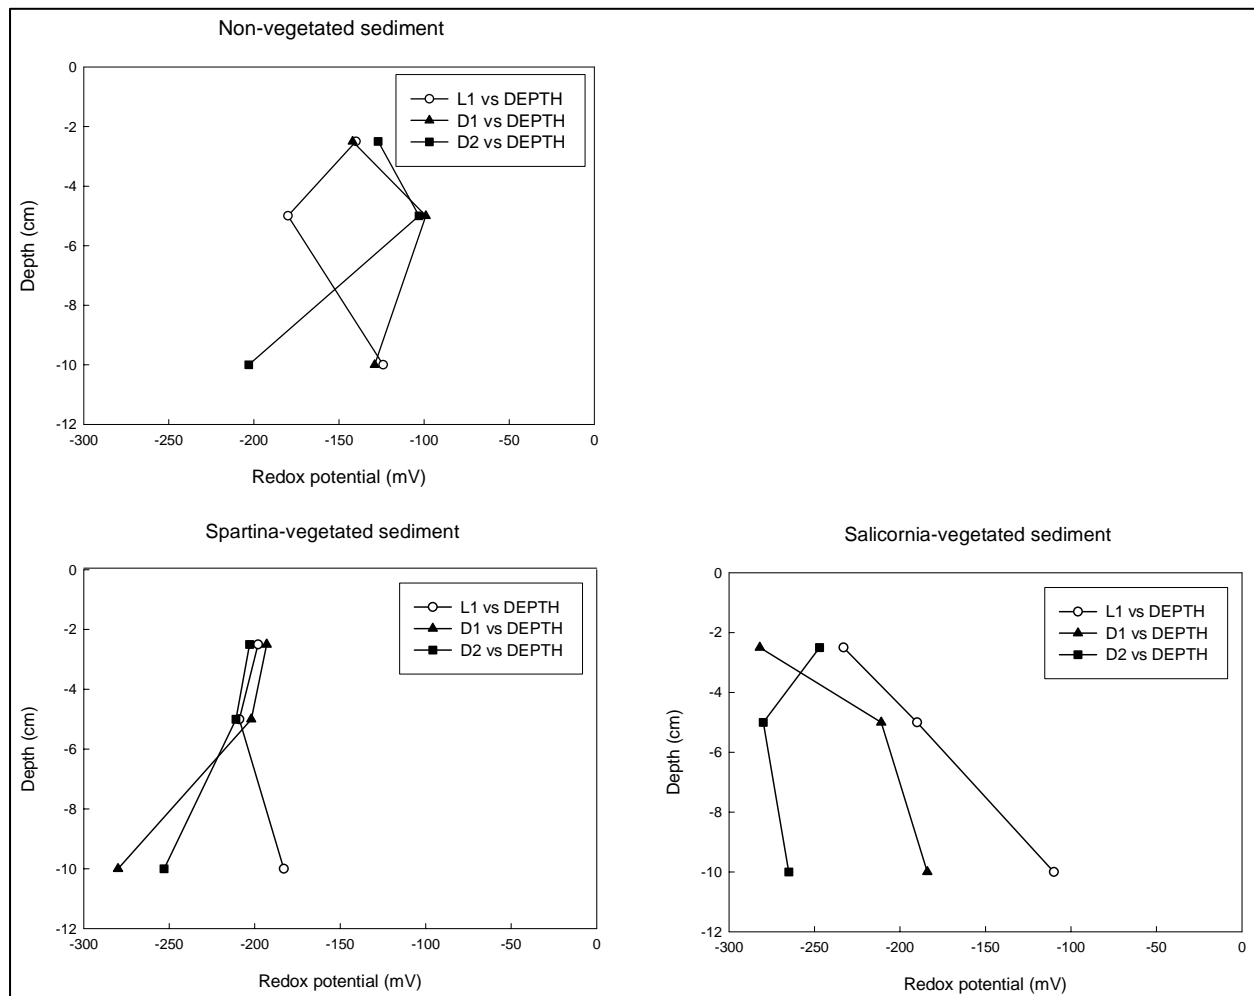 Non-vegetated sediment
0
-2
-4
-6
-8
-10
-12
Depth (cm)
L1 vs DEPTH
D1 vs DEPTH
D2 vs DEPTH
-300 -250 -200 -150 -100 -50 0
Redox potential (mV)
Spartina-vegetated sediment
0
-2
-4
-6
-8
-10
-12
Depth (cm)
L1 vs DEPTH
D1 vs DEPTH
D2 vs DEPTH
-300 -250 -200 -150 -100 -50 0
Redox potential (mV)
Salicornia-vegetated sediment
0
-2
-4
-6
-8
-10
-12
Depth (cm)
L1 vs DEPTH
D1 vs DEPTH
D2 vs DEPTH
-300 -250 -200 -150 -100 -50 0
Redox potential (mV)